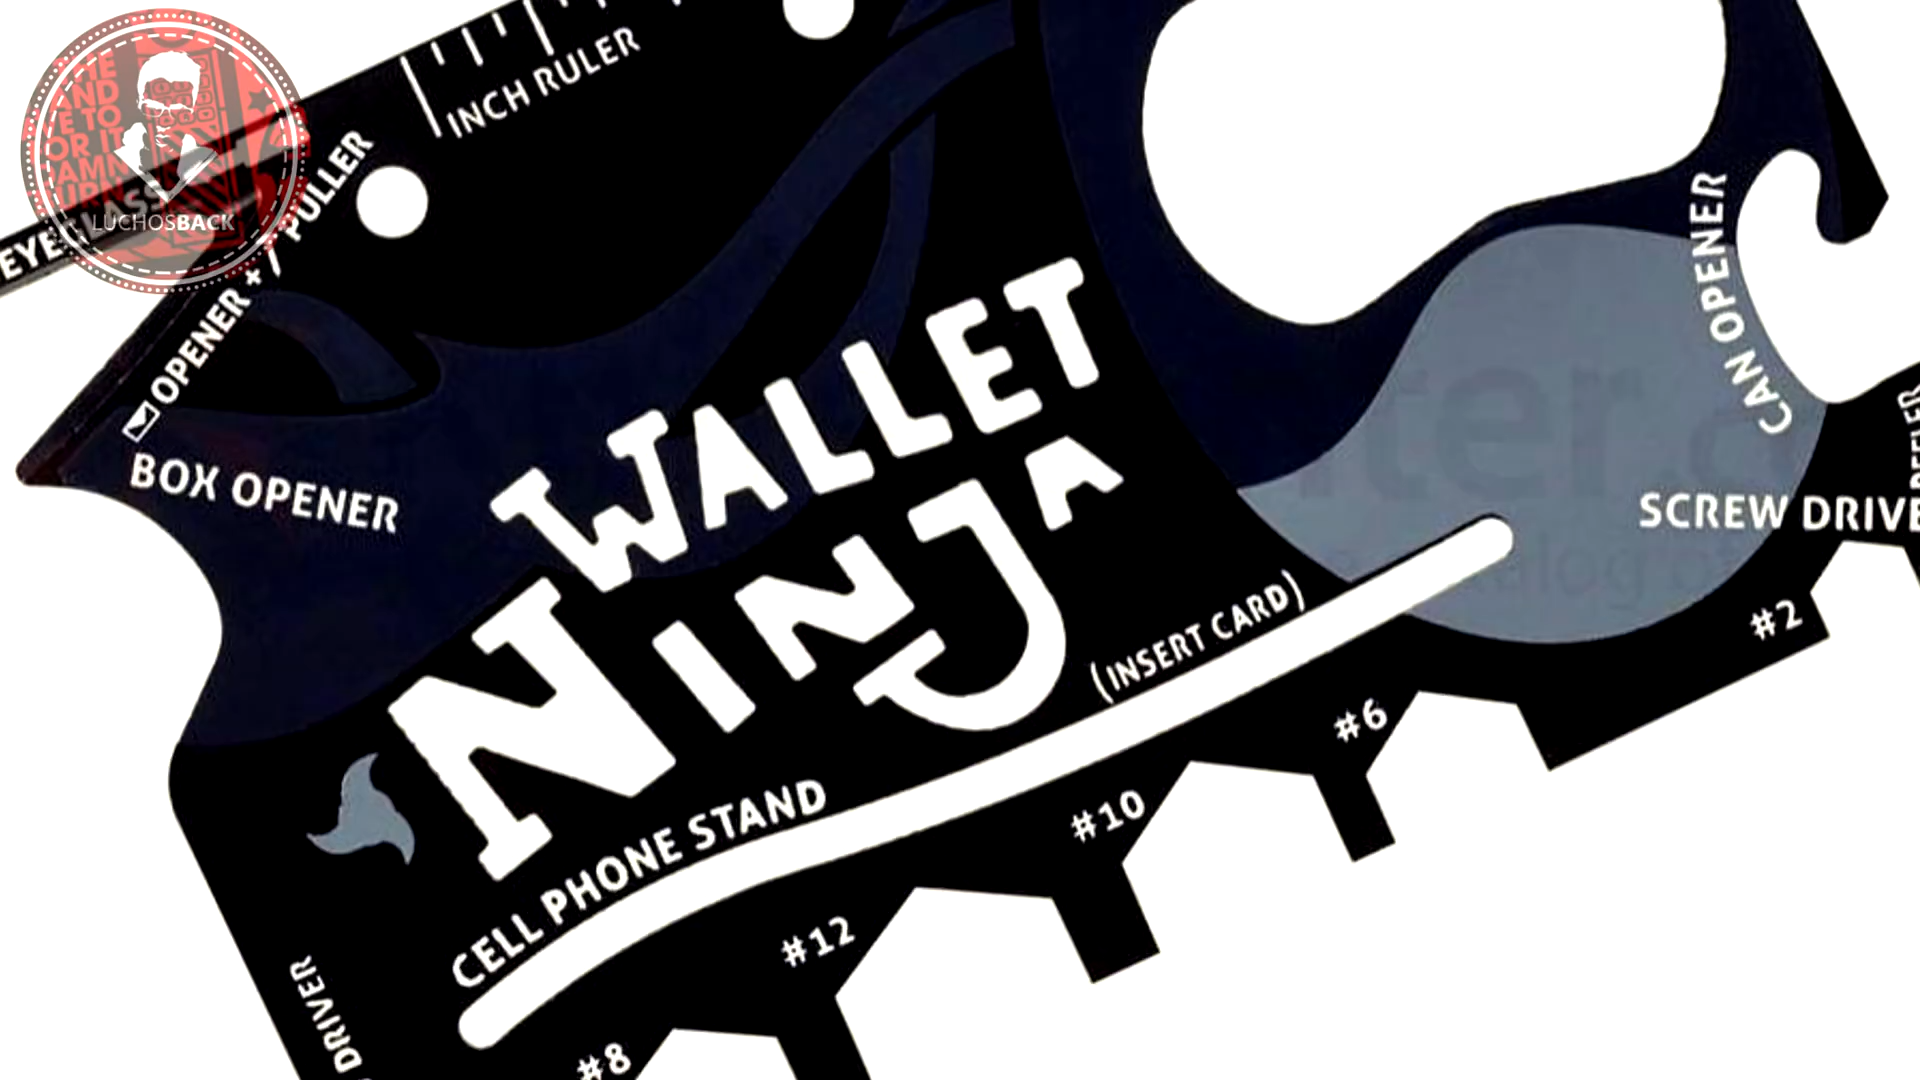 INCH RULER
LUCHOSBACK
✉ OPENER + / PULLER
BOX OPENER
WALLET
NINJA
CAN OPENER
SCREW DRIVE
(INSERT CARD)
CELL PHONE STAND
#2
#6
#10
#12
#8
DRIVER